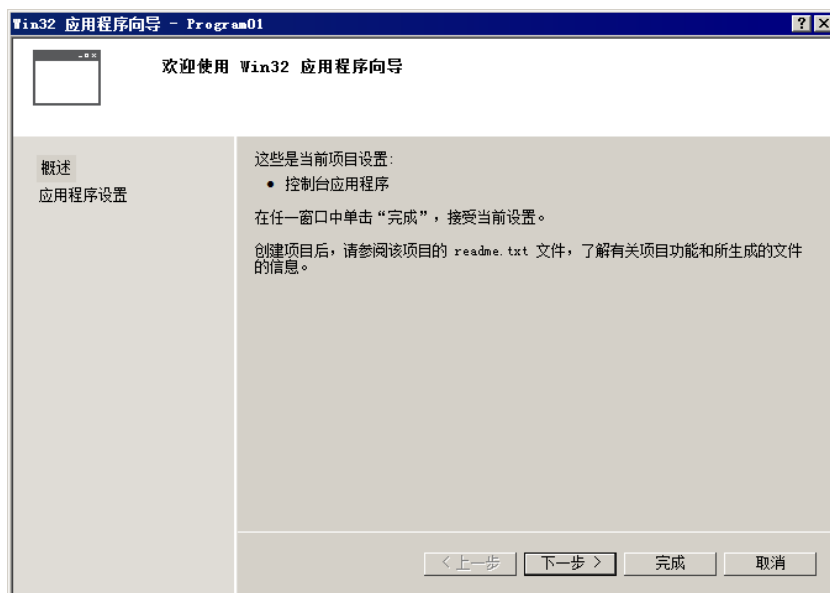 Win32 应用程序向导 - Program01
欢迎使用 Win32 应用程序向导
概述
应用程序设置
这些是当前项目设置:
• 控制台应用程序
在任一窗口中单击“完成”，接受当前设置。
创建项目后，请参阅该项目的 readme.txt 文件，了解有关项目功能和所生成的文件
的信息。
< 上一步
下一步 >
完成
取消